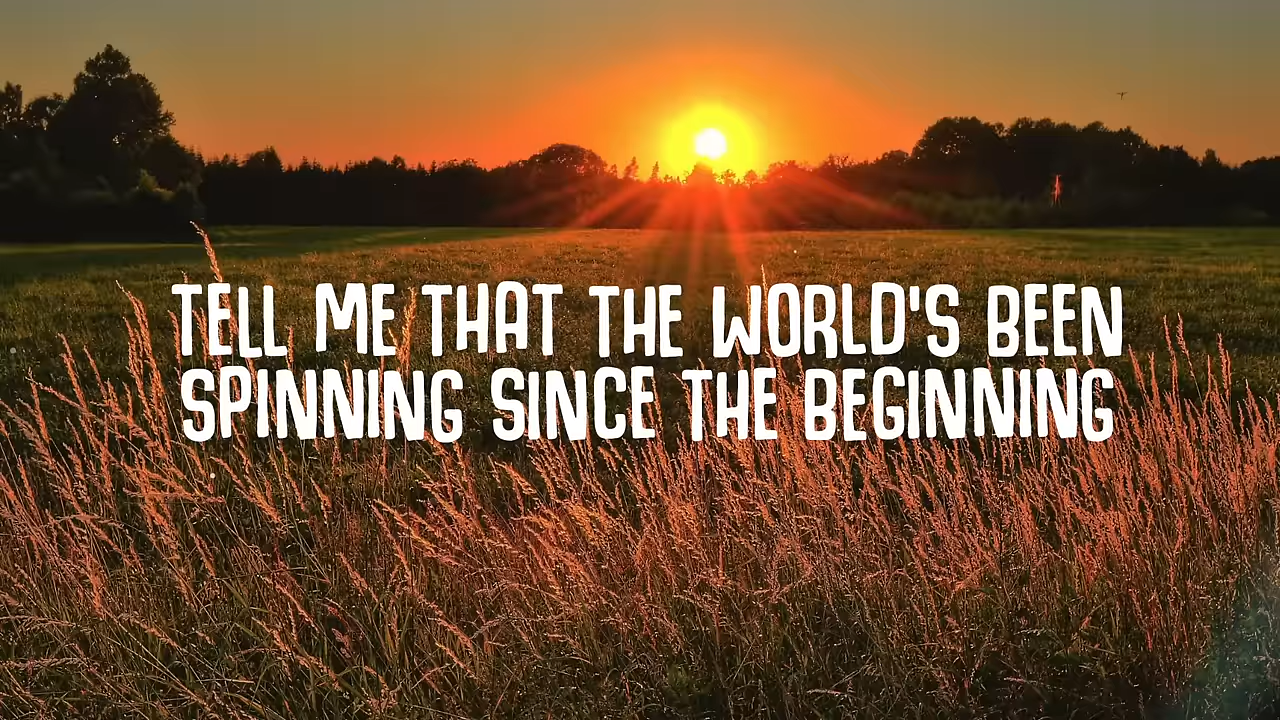 TELL ME THAT THE WORLD'S BEEN
SPINNING SINCE THE BEGINNING